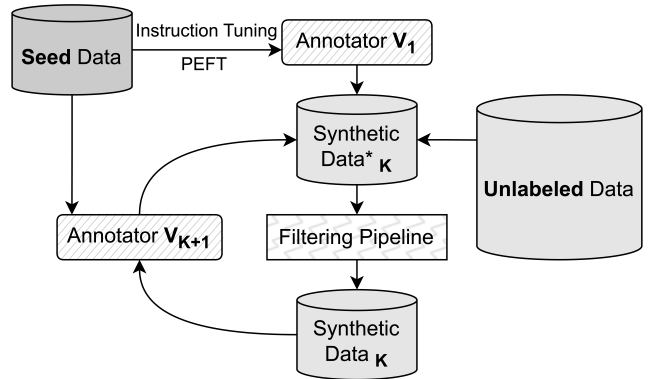 Seed Data
Instruction Tuning
PEFT
Annotator V1
Synthetic
Data* K
Unlabeled Data
Annotator VK+1
Filtering Pipeline
Synthetic
Data K